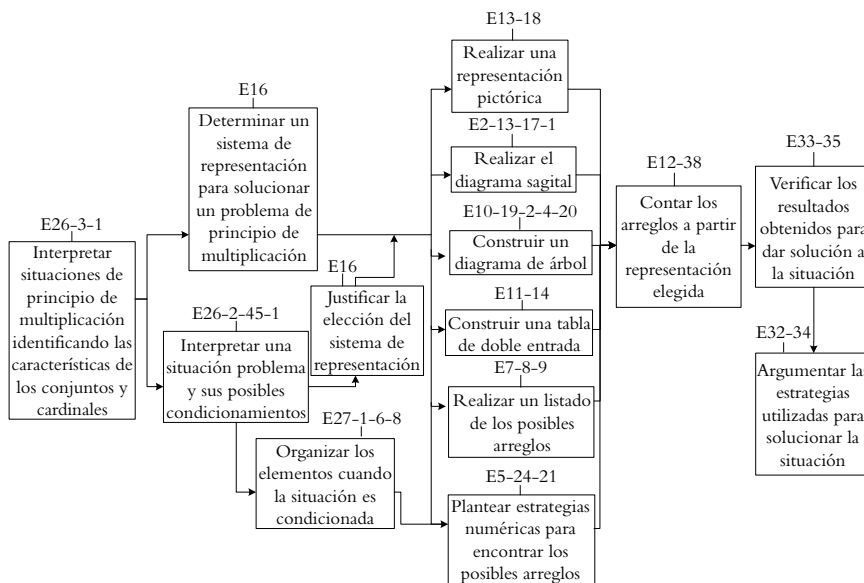 E26-3-1
Interpretar
situaciones de
principio de
multiplicación
identificando las
características de
los conjuntos y
cardinales
E16
Determinar un
sistema de
representación
para solucionar
un problema de
principio de
multiplicación
E26-2-45-1
Interpretar una
situación problema
y sus posibles
condicionamientos
E16
Justificar la
elección del
sistema de
representación
E27-1-6-8
Organizar los
elementos cuando
la situación es
condicionada
E13-18
Realizar una
representación
pictórica
E2-13-17-1
Realizar el
diagrama sagital
E10-19-2-4-20
Construir un
diagrama de árbol
E11-14
Construir una tabla
de doble entrada
E7-8-9
Realizar un listado
de los posibles
arreglos
E5-24-21
Plantear estrategias
numéricas para
encontrar los
posibles arreglos
E12-38
Contar los
arreglos a partir
de la
representación
elegida
E33-35
Verificar los
resultados
obtenidos para
dar solución a
la situación
E32-34
Argumentar las
estrategias
utilizadas para
solucionar la
situación